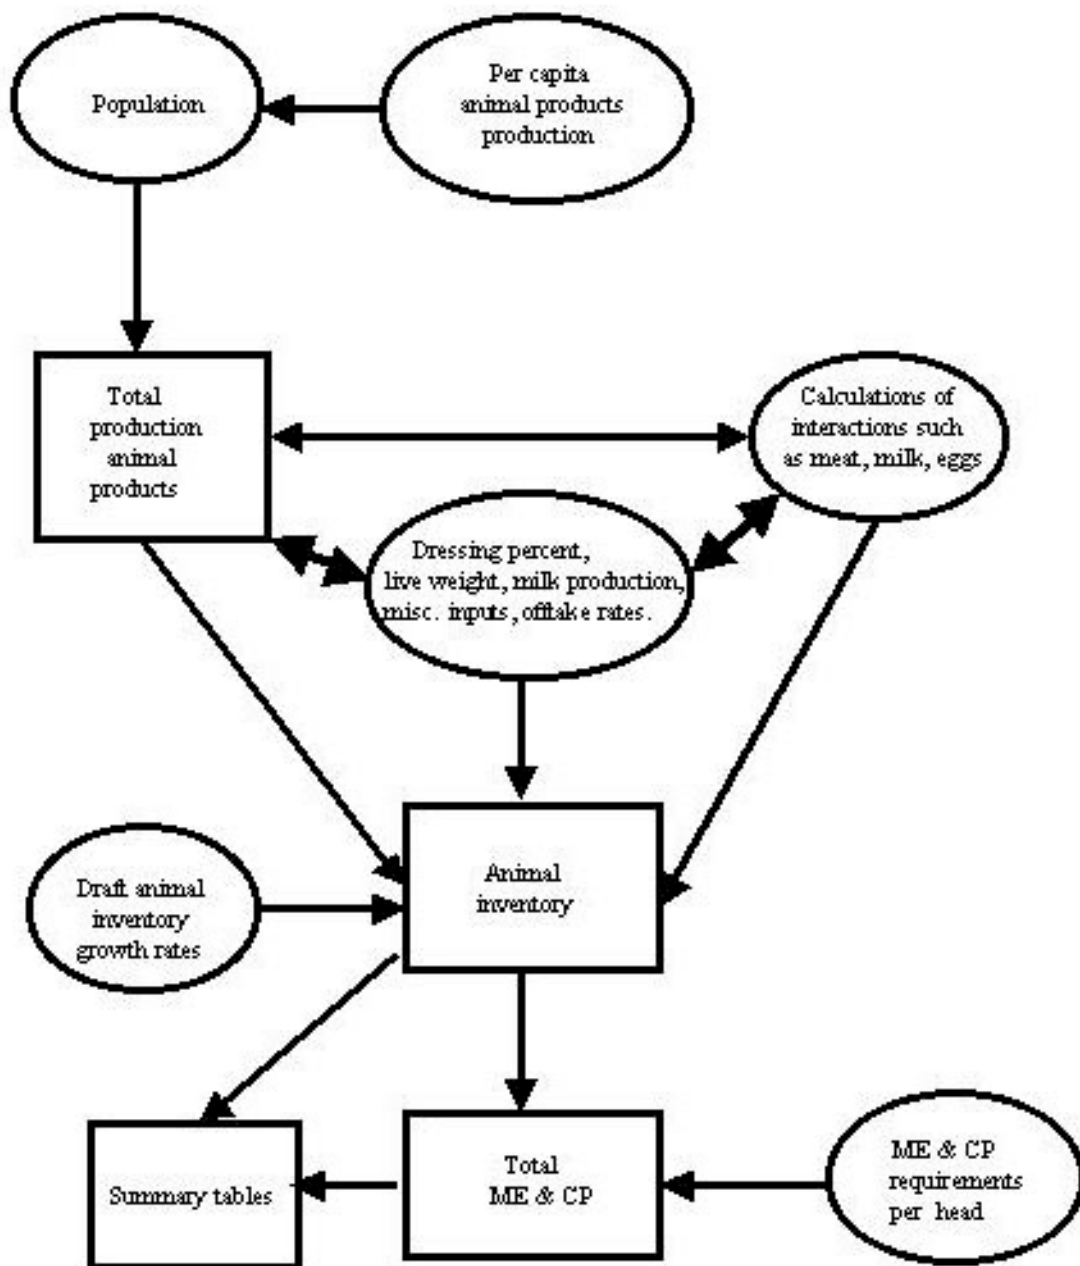 Population
Per capita
animal products
production
Total
production
animal
products
Calculations of
interactions such
as meat, milk, eggs
Dressing percent,
live weight, milk production,
misc. inputs, offtake rates.
Animal
inventory
Draft animal
inventory
growth rates
Summary tables
Total
ME & CP
ME & CP
requirements
per head